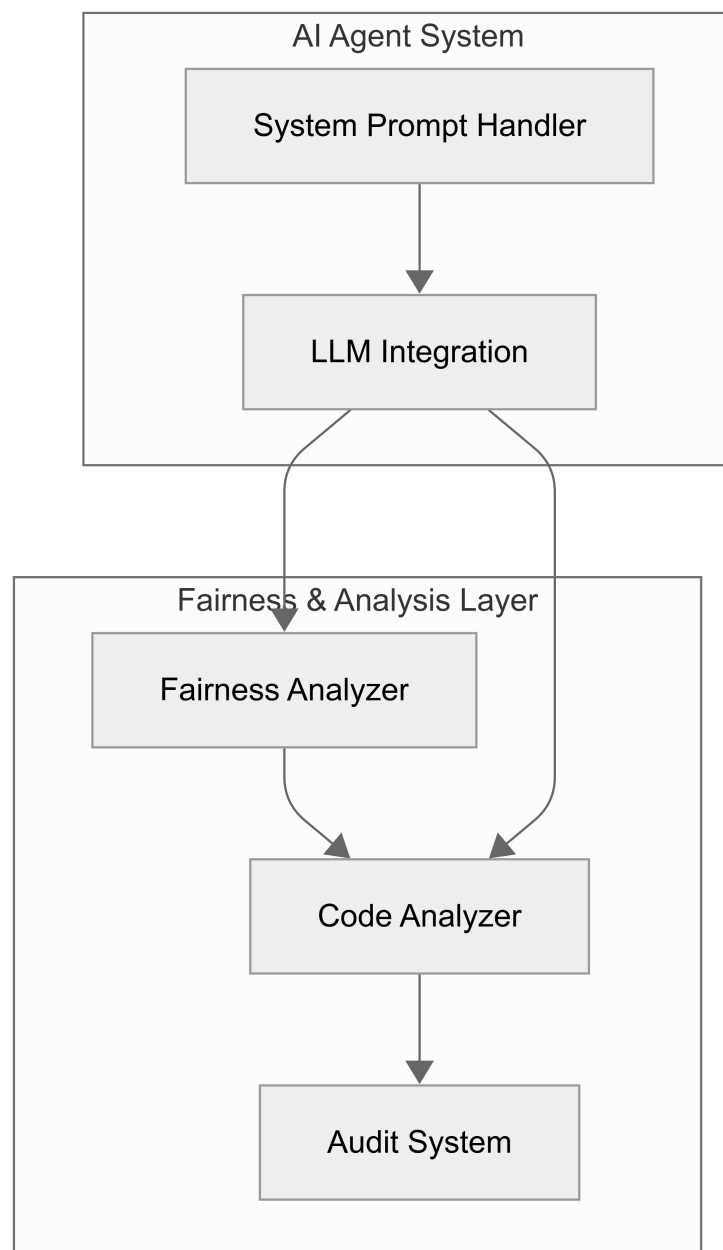 AI Agent System
System Prompt Handler
LLM Integration
Fairness & Analysis Layer
Fairness Analyzer
Code Analyzer
Audit System